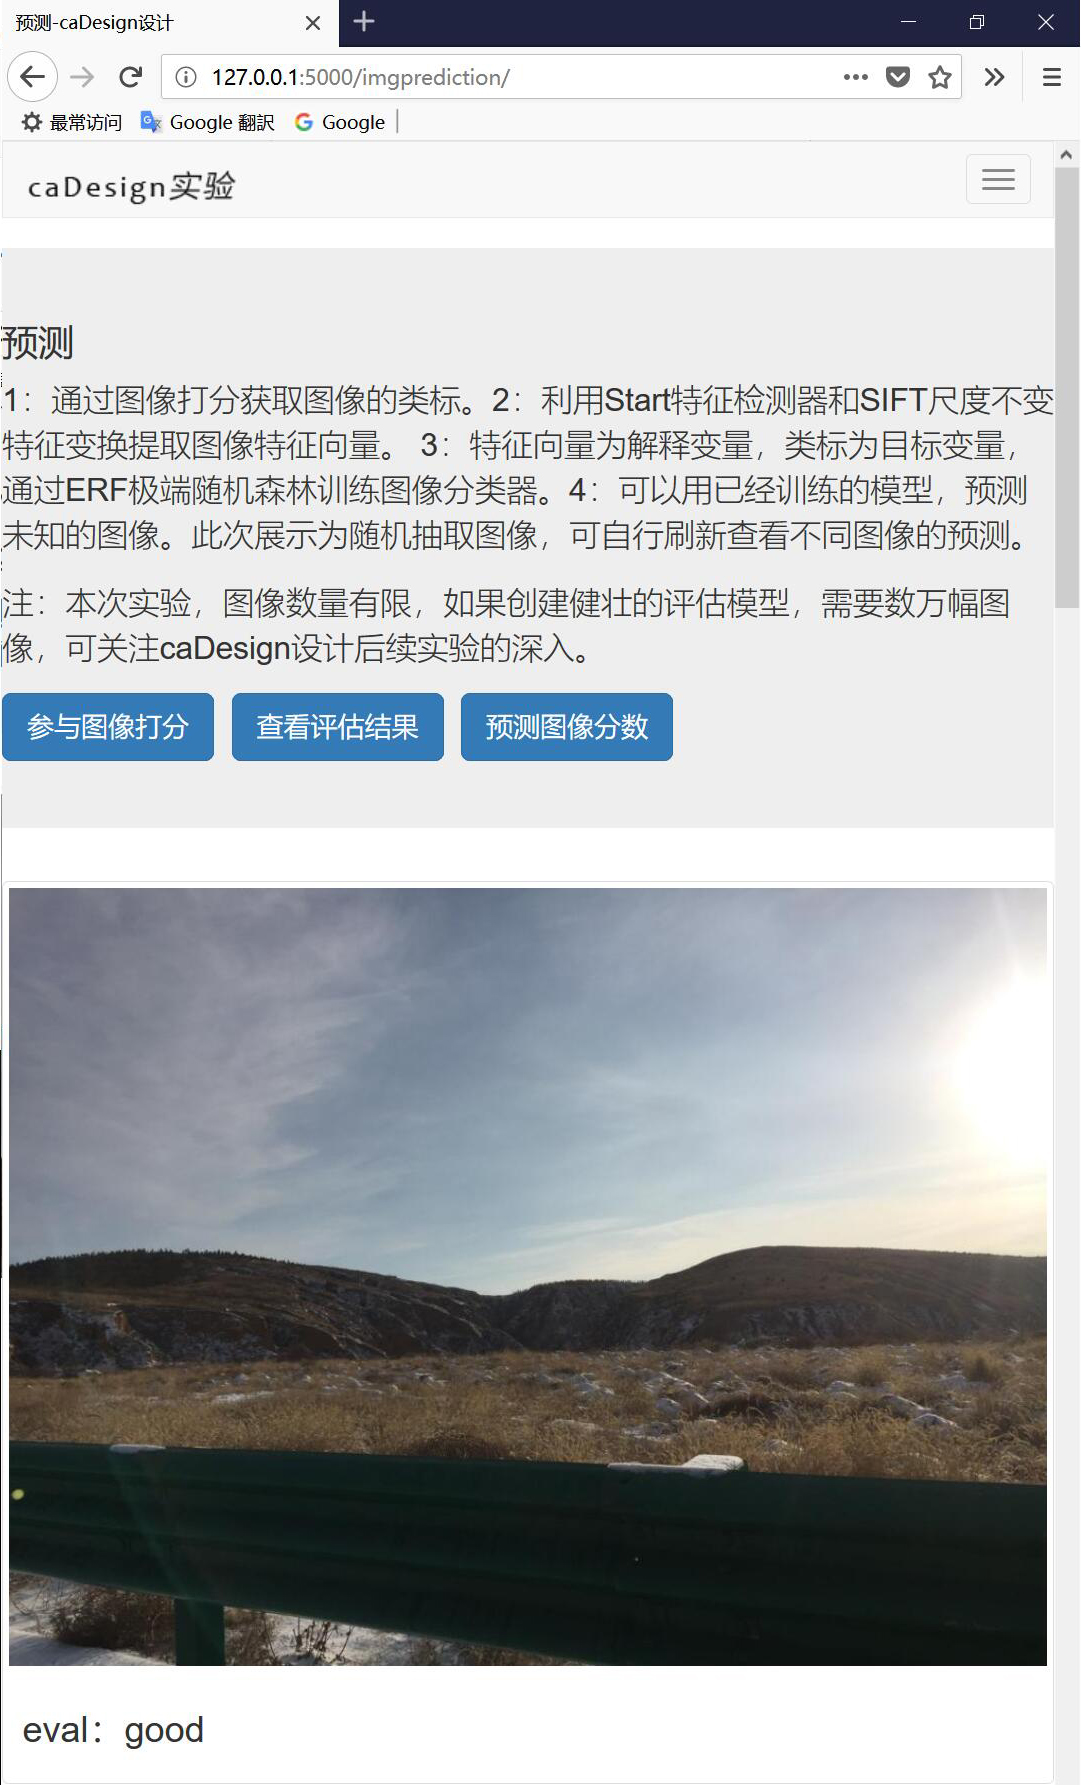 预测-caDesign设计
127.0.0.1:5000/imgprediction/
最常访问 Google 翻訳 Google
caDesign实验
预测
1：通过图像打分获取图像的类标。2：利用Start特征检测器和SIFT尺度不变
特征变换提取图像特征向量。 3：特征向量为解释变量，类标为目标变量，
通过ERF极端随机森林训练图像分类器。4：可以用已经训练的模型，预测
未知的图像。此次展示为随机抽取图像，可自行刷新查看不同图像的预测。
注：本次实验，图像数量有限，如果创建健壮的评估模型，需要数万幅图
像，可关注caDesign设计后续实验的深入。
参与图像打分 查看评估结果 预测图像分数
eval：good